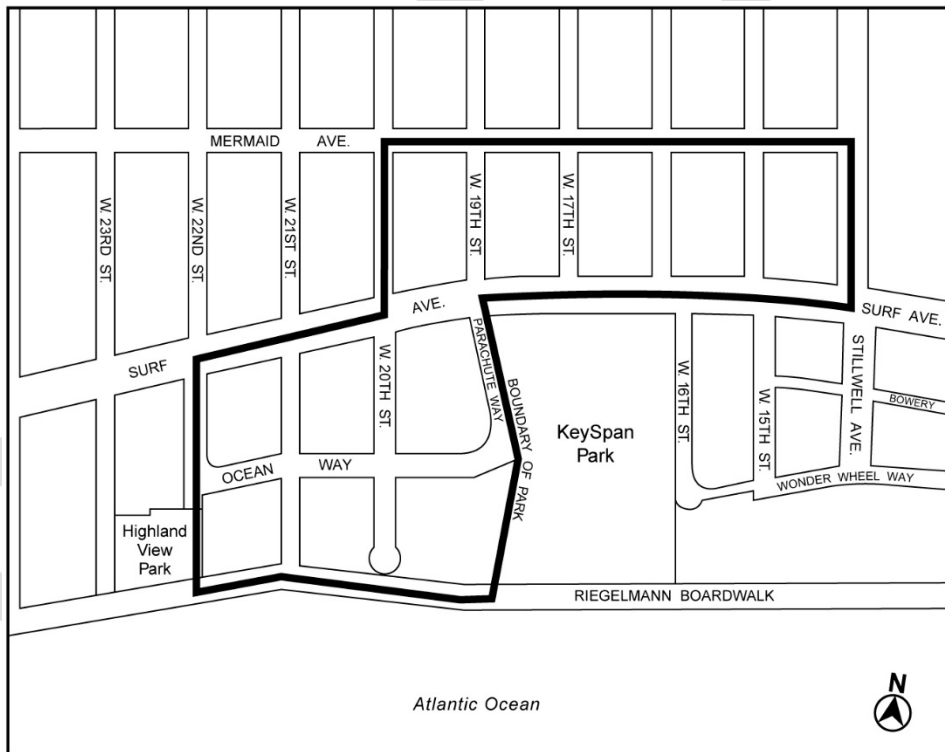 MERMAID AVE.
W. 23RD ST.
W. 22ND ST.
W. 21ST ST.
W. 19TH ST.
W. 17TH ST.
SURF AVE.
SURF AVE.
W. 20TH ST.
PARACHUTE WAY
BOUNDARY OF PARK
KeySpan
Park
W. 16TH ST.
W. 15TH ST.
STILLWELL AVE.
BOWERY
WONDER WHEEL WAY
OCEAN WAY
Highland
View
Park
RIEGELMANN BOARDWALK
Atlantic Ocean
N